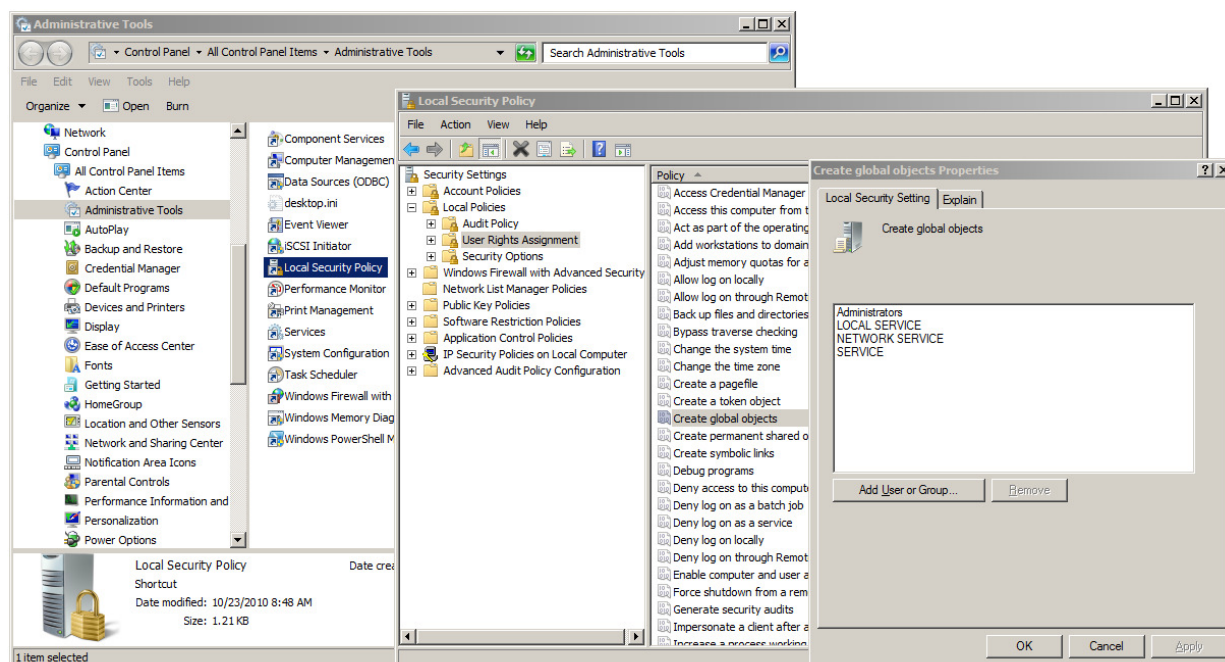 Administrative Tools
Control Panel
All Control Panel Items
Administrative Tools
Search Administrative Tools
File Edit View Tools Help
Organize Open Burn
Network
Control Panel
All Control Panel Items
Action Center
Administrative Tools
AutoPlay
Backup and Restore
Credential Manager
Default Programs
Devices and Printers
Display
Ease of Access Center
Fonts
Getting Started
HomeGroup
Location and Other Sensors
Network and Sharing Center
Notification Area Icons
Parental Controls
Performance Information and
Personalization
Power Options
Component Services
Computer Managemen
Data Sources (ODBC)
desktop.ini
Event Viewer
iSCSI Initiator
Local Security Policy
Performance Monitor
Print Management
Services
System Configuration
Task Scheduler
Windows Firewall with
Windows Memory Diag
Windows PowerShell M
Local Security Policy Date crea
Shortcut
Date modified: 10/23/2010 8:48 AM
Size: 1.21 KB
1 item selected
Local Security Policy
File Action View Help
Security Settings
Account Policies
Local Policies
Audit Policy
User Rights Assignment
Security Options
Windows Firewall with Advanced Security
Network List Manager Policies
Public Key Policies
Software Restriction Policies
Application Control Policies
IP Security Policies on Local Computer
Advanced Audit Policy Configuration
Policy
Access Credential Manager
Access this computer from t
Act as part of the operating
Add workstations to domain
Adjust memory quotas for a
Allow log on locally
Allow log on through Remot
Back up files and directories
Bypass traverse checking
Change the system time
Change the time zone
Create a pagefile
Create a token object
Create global objects
Create permanent shared o
Create symbolic links
Debug programs
Deny access to this comput
Deny log on as a batch job
Deny log on as a service
Deny log on locally
Deny log on through Remot
Enable computer and user a
Force shutdown from a rem
Generate security audits
Impersonate a client after a
Increase a process working
Create global objects Properties
Local Security Setting Explain
Create global objects
Administrators
LOCAL SERVICE
NETWORK SERVICE
SERVICE
Add User or Group... Remove
OK Cancel Apply